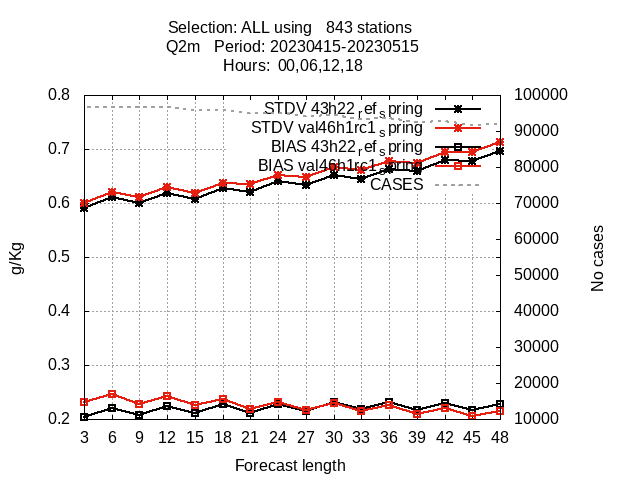 Selection: ALL using   843 stations
Q2m   Period: 20230415-20230515
Hours:  00,06,12,18
0.8
0.7
0.6
0.5
0.4
0.3
0.2
g/Kg
STDV 43h22_ref_spring
STDV val46h1rc1_spring
BIAS 43h22_ref_spring
BIAS val46h1rc1_spring
CASES
100000
90000
80000
70000
60000
50000
40000
30000
20000
10000
No cases
3 6 9 12 15 18 21 24 27 30 33 36 39 42 45 48
Forecast length